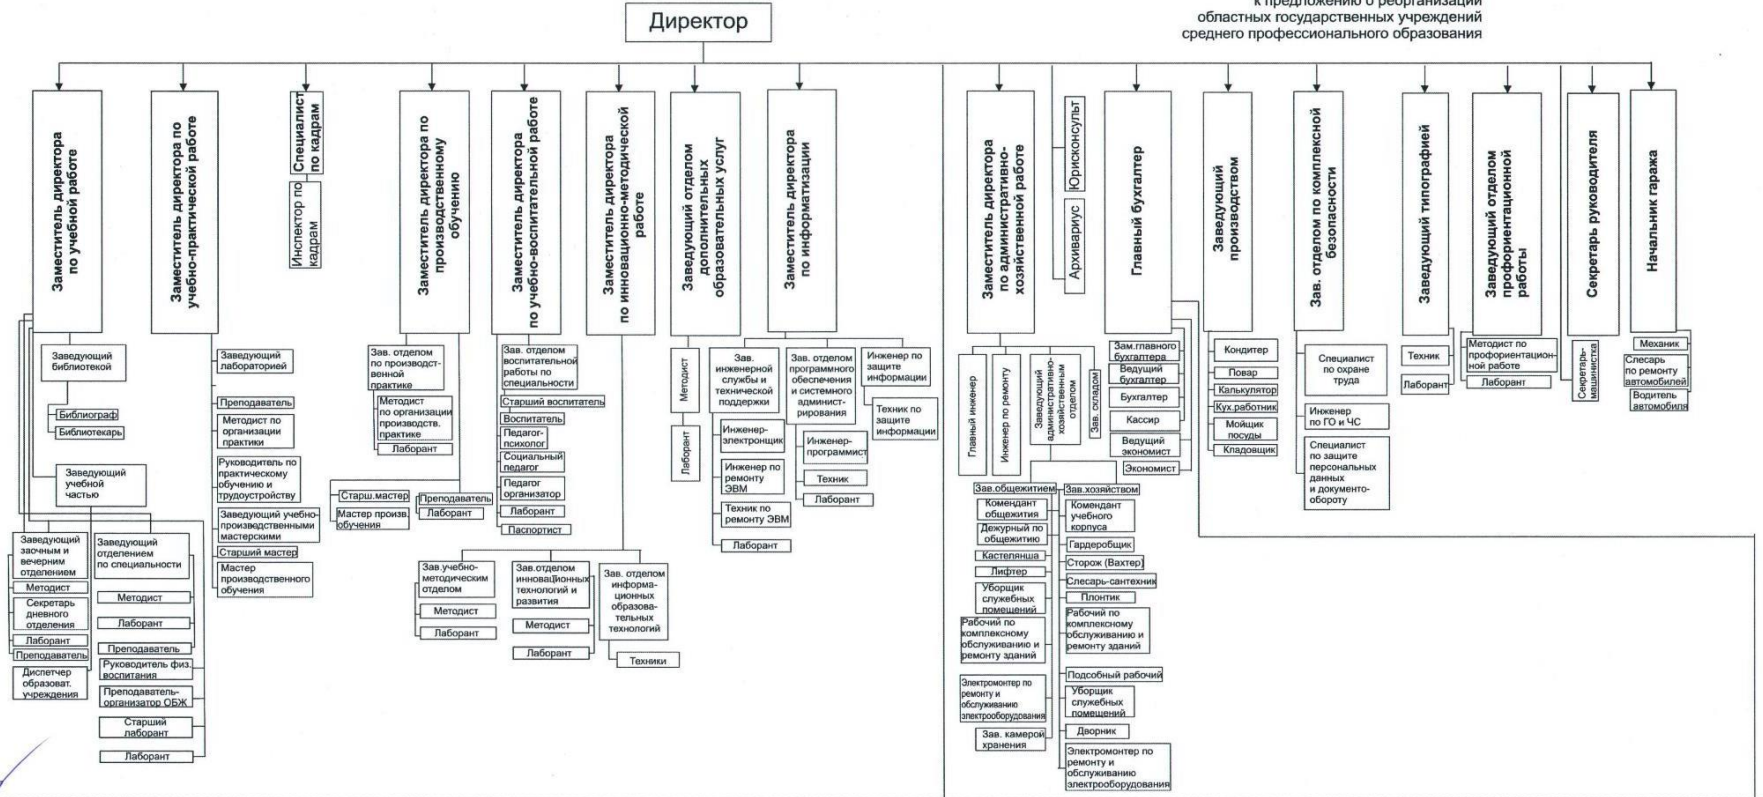 к предложению о реорганизации
областных государственных учреждений
среднего профессионального образования
Директор
Заместитель директора
по учебной работе
Заведующий
библиотекой
Библиограф
Библиотекарь
Заведующий
учебной
частью
Заведующий
заочным и
вечерним
отделением
Методист
Секретарь
дневного
отделения
Лаборант
Преподаватель
Диспетчер
образоват.
учреждения
Заведующий
отделением
по специальности
Методист
Лаборант
Преподаватель
Руководитель физ.
воспитания
Преподаватель-
организатор ОБЖ
Старший
лаборант
Лаборант
Заместитель директора по
учебно-практической работе
Заведующий
лабораторией
Преподаватель
Методист по
организации
практики
Руководитель по
практическому
обучению и
трудоустройству
Заведующий учебно-
производственными
мастерскими
Старший мастер
Мастер
производственного
обучения
Специалист
по кадрам
Инспектор по
кадрам
Заместитель директора по
производственному
обучению
Зав. отделом
по производст-
венной
практике
Методист
по организации
производств.
практике
Лаборант
Старш.мастер
Мастер произв.
обучения
Преподаватель
Лаборант
Заместитель директора
по учебно-воспитательной работе
Зав. отделом
воспитательной
работы по
специальности
Старший воспитатель
Воспитатель
Педагог-
психолог
Социальный
педагог
Педагог
организатор
Лаборант
Паспортист
Заместитель директора
по инновационно-методической
работе
Зав.учебно-
методическим
отделом
Методист
Лаборант
Зав.отделом
инновационных
технологий и
развития
Методист
Лаборант
Зав. отделом
информа-
ционных
образова-
тельных
технологий
Техники
Заведующий отделом
дополнительных
образовательных услуг
Методист
Лаборант
Заместитель директора
по информатизации
Зав.
инженерной
службы и
технической
поддержки
Инженер-
электронщик
Инженер по
ремонту
ЭВМ
Техник по
ремонту ЭВМ
Лаборант
Зав. отделом
программного
обеспечения
и системного
админист-
рирования
Инженер-
программист
Техник
Лаборант
Инженер по
защите
информации
Техник по
защите
информации
Заместитель директора
по административно-
хозяйственной работе
Главный инженер
Инженер по ремонту
Заведующий
административно-
хозяйственным
отделом
Зав. складом
Зав.общежитием
Комендант
общежития
Дежурный по
общежитию
Кастелянша
Лифтер
Уборщик
служебных
помещений
Рабочий по
комплексному
обслуживанию и
ремонту зданий
Электромонтер по
ремонту и
обслуживанию
электрооборудования
Зав. камерой
хранения
Зав.хозяйством
Комендант
учебного
корпуса
Гардеробщик
Сторож (Вахтер)
Слесарь-сантехник
Плонтик
Рабочий по
комплексному
обслуживанию и
ремонту зданий
Подсобный рабочий
Уборщик
служебных
помещений
Дворник
Электромонтер по
ремонту и
обслуживанию
электрооборудования
Юрисконсульт
Архивариус
Главный бухгалтер
Зам.главного
бухгалтера
Ведущий
бухгалтер
Бухгалтер
Кассир
Ведущий
экономист
Экономист
Заведующий
производством
Кондитер
Повар
Калькулятор
Кух.работник
Мойщик
посуды
Кладовщик
Зав. отделом по комплексной
безопасности
Специалист
по охране
труда
Инженер
по ГО и ЧС
Специалист
по защите
персональных
данных
и документо-
обороту
Заведующий типографией
Техник
Лаборант
Заведующий отделом
профориентационной
работы
Методист по
профориентацион-
ной работе
Лаборант
Секретарь руководителя
Секретарь-
машинистка
Начальник гаража
Механик
Слесарь
по ремонту
автомобилей
Водитель
автомобиля